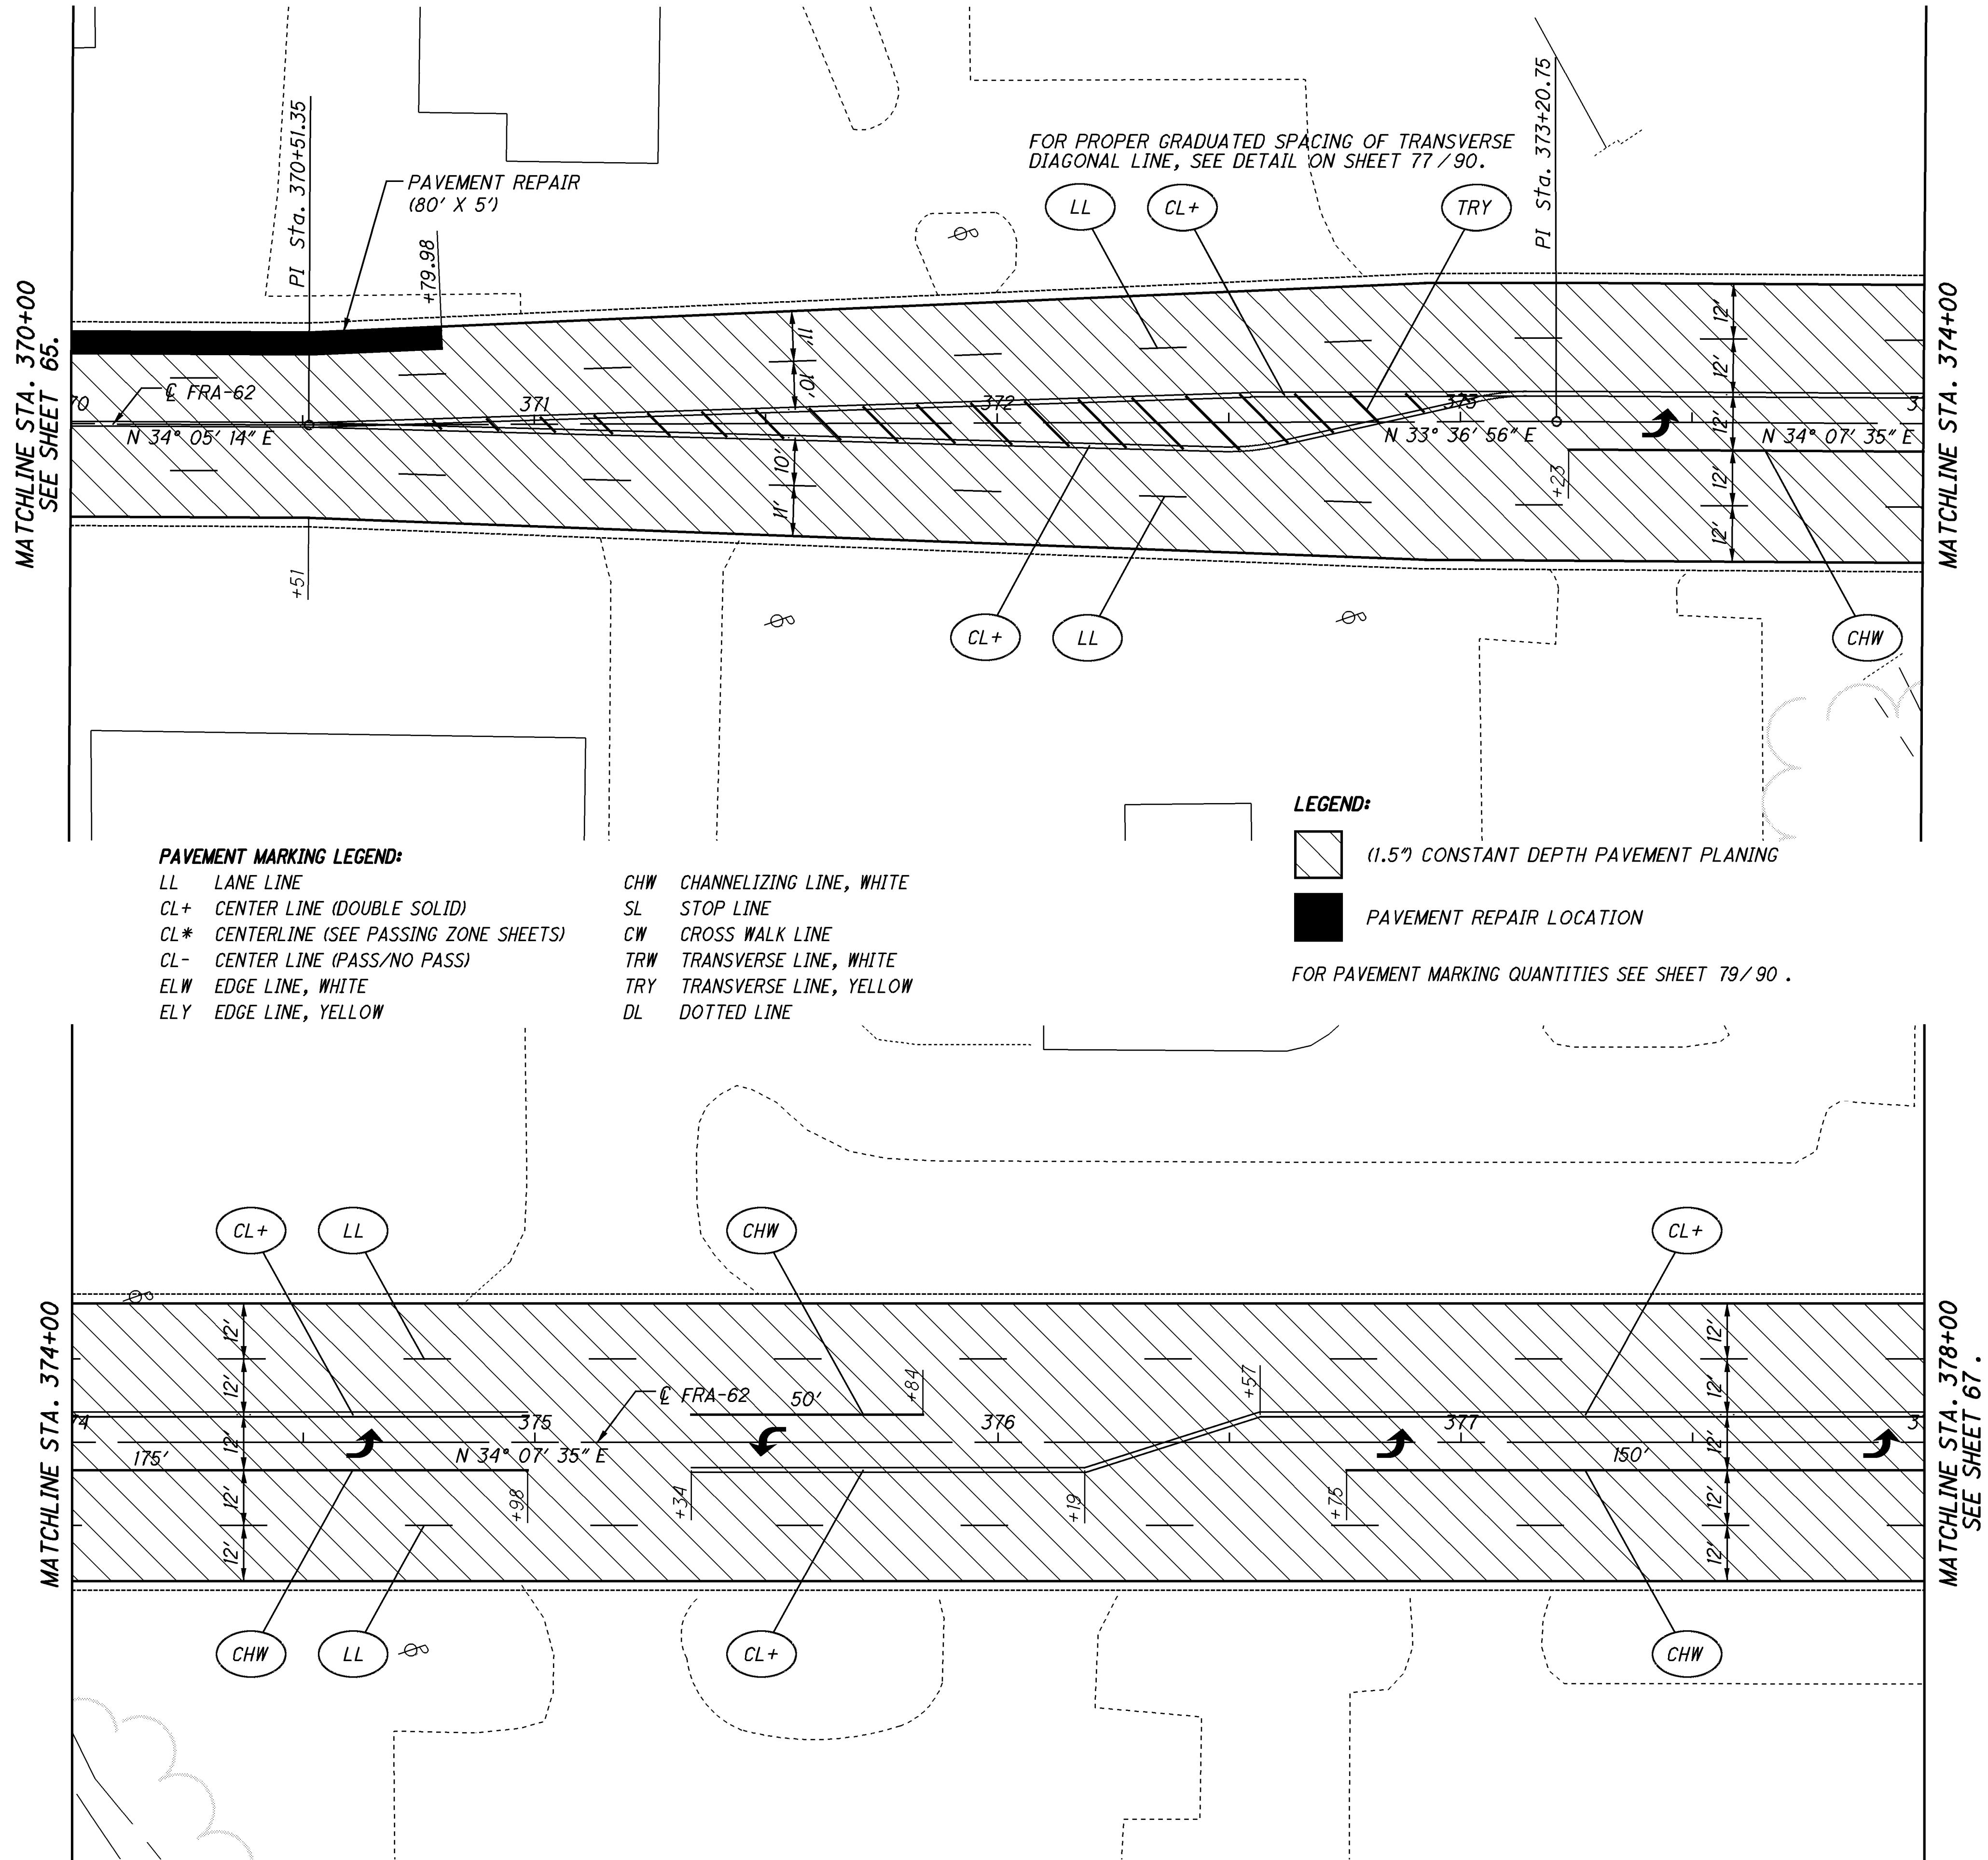 PI Sta. 370+51.35
PAVEMENT REPAIR
(80' X 5')
+79.98
FOR PROPER GRADUATED SPACING OF TRANSVERSE
DIAGONAL LINE, SEE DETAIL ON SHEET 77/90.
PI Sta. 373+20.75
LL
CL+
TRY
MATCHLINE STA. 370+00
SEE SHEET 65.
70
℄ FRA-62
N 34° 05' 14" E
371
372
373
3
11'
10'
10'
11'
N 33° 36' 56" E
N 34° 07' 35" E
12'
12'
12'
12'
12'
+23
+51
MATCHLINE STA. 374+00
CL+
LL
CHW
PAVEMENT MARKING LEGEND:
LL LANE LINE
CL+ CENTER LINE (DOUBLE SOLID)
CL* CENTERLINE (SEE PASSING ZONE SHEETS)
CL- CENTER LINE (PASS/NO PASS)
ELW EDGE LINE, WHITE
ELY EDGE LINE, YELLOW
CHW CHANNELIZING LINE, WHITE
SL STOP LINE
CW CROSS WALK LINE
TRW TRANSVERSE LINE, WHITE
TRY TRANSVERSE LINE, YELLOW
DL DOTTED LINE
LEGEND:
(1.5") CONSTANT DEPTH PAVEMENT PLANING
PAVEMENT REPAIR LOCATION
FOR PAVEMENT MARKING QUANTITIES SEE SHEET 79/90 .
CL+
LL
CHW
CL+
MATCHLINE STA. 374+00
12'
12'
12'
12'
12'
74
175'
375
N 34° 07' 35" E
℄ FRA-62
50'
+84
376
+57
377
150'
3
+98
+34
+19
+75
12'
12'
12'
12'
12'
MATCHLINE STA. 378+00
SEE SHEET 67 .
CHW
LL
CL+
CHW